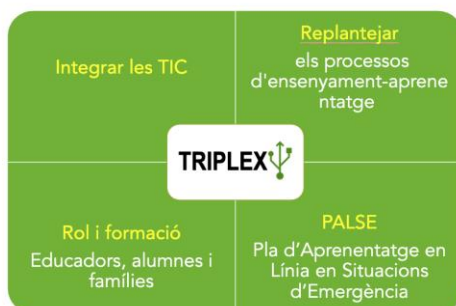 Integrar les TIC
Replantejar
els processos
d'ensenyament-aprene
ntatge
TRIPLEX
Rol i formació
Educadors, alumnes i
famílies
PALSE
Pla d'Aprenentatge en
Línia en Situacions
d'Emergència